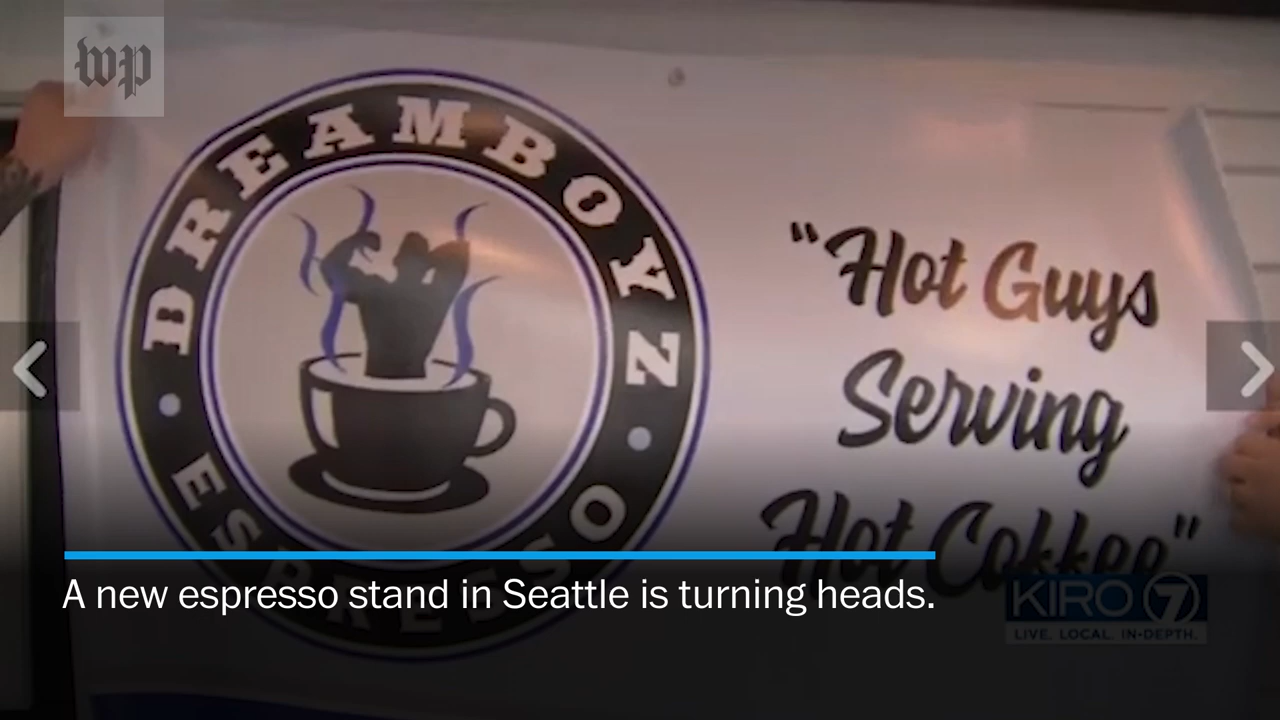 wp
DREAMBOYZ
ESPRESSO
“Hot Guys
Serving
Hot Coffee”
A new espresso stand in Seattle is turning heads.
KIRO 7
LIVE. LOCAL. IN-DEPTH.